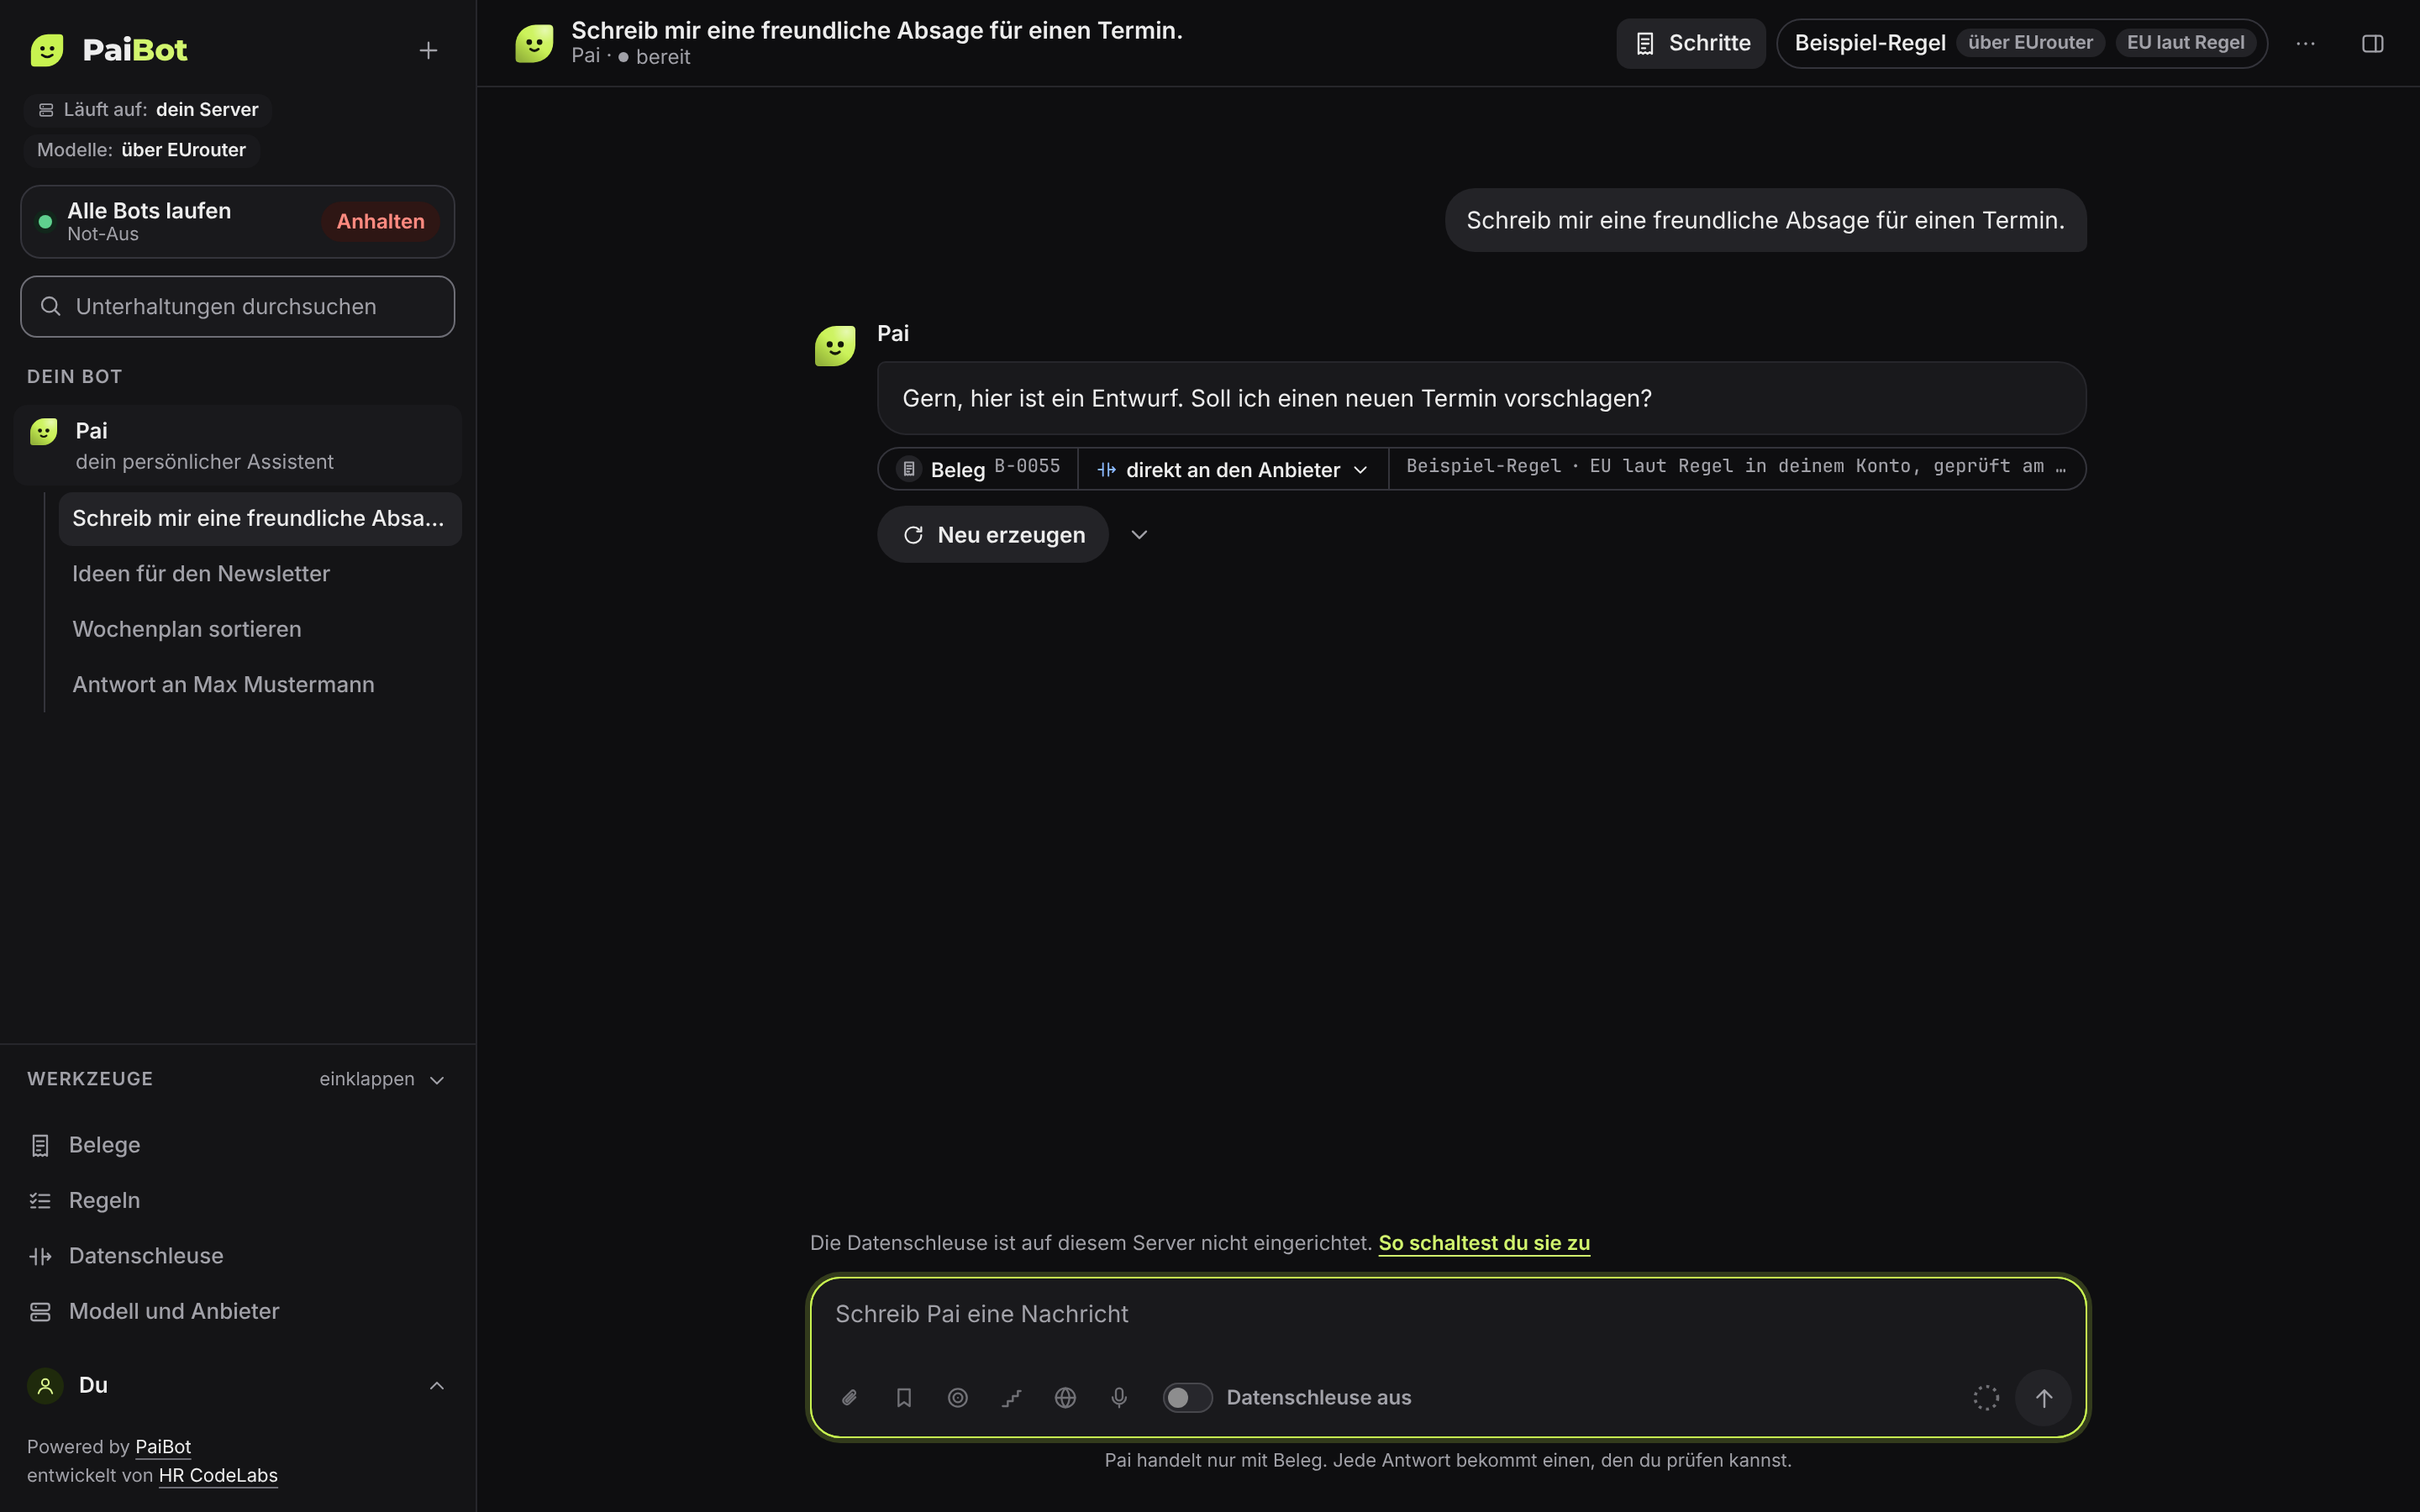 PaiBot
Läuft auf: dein Server
Modelle: über EUrouter
Alle Bots laufen
Not-Aus
Anhalten
Unterhaltungen durchsuchen
DEIN BOT
Pai
dein persönlicher Assistent
Schreib mir eine freundliche Absa…
Ideen für den Newsletter
Wochenplan sortieren
Antwort an Max Mustermann
WERKZEUGE einklappen
Belege
Regeln
Datenschleuse
Modell und Anbieter
Du
Powered by PaiBot
entwickelt von HR CodeLabs
Schreib mir eine freundliche Absage für einen Termin.
Pai · bereit
Schritte
Beispiel-Regel über EUrouter EU laut Regel
Schreib mir eine freundliche Absage für einen Termin.
Pai
Gern, hier ist ein Entwurf. Soll ich einen neuen Termin vorschlagen?
Beleg B-0055 direkt an den Anbieter Beispiel-Regel · EU laut Regel in deinem Konto, geprüft am …
Neu erzeugen
Die Datenschleuse ist auf diesem Server nicht eingerichtet. So schaltest du sie zu
Schreib Pai eine Nachricht
Datenschleuse aus
Pai handelt nur mit Beleg. Jede Antwort bekommt einen, den du prüfen kannst.